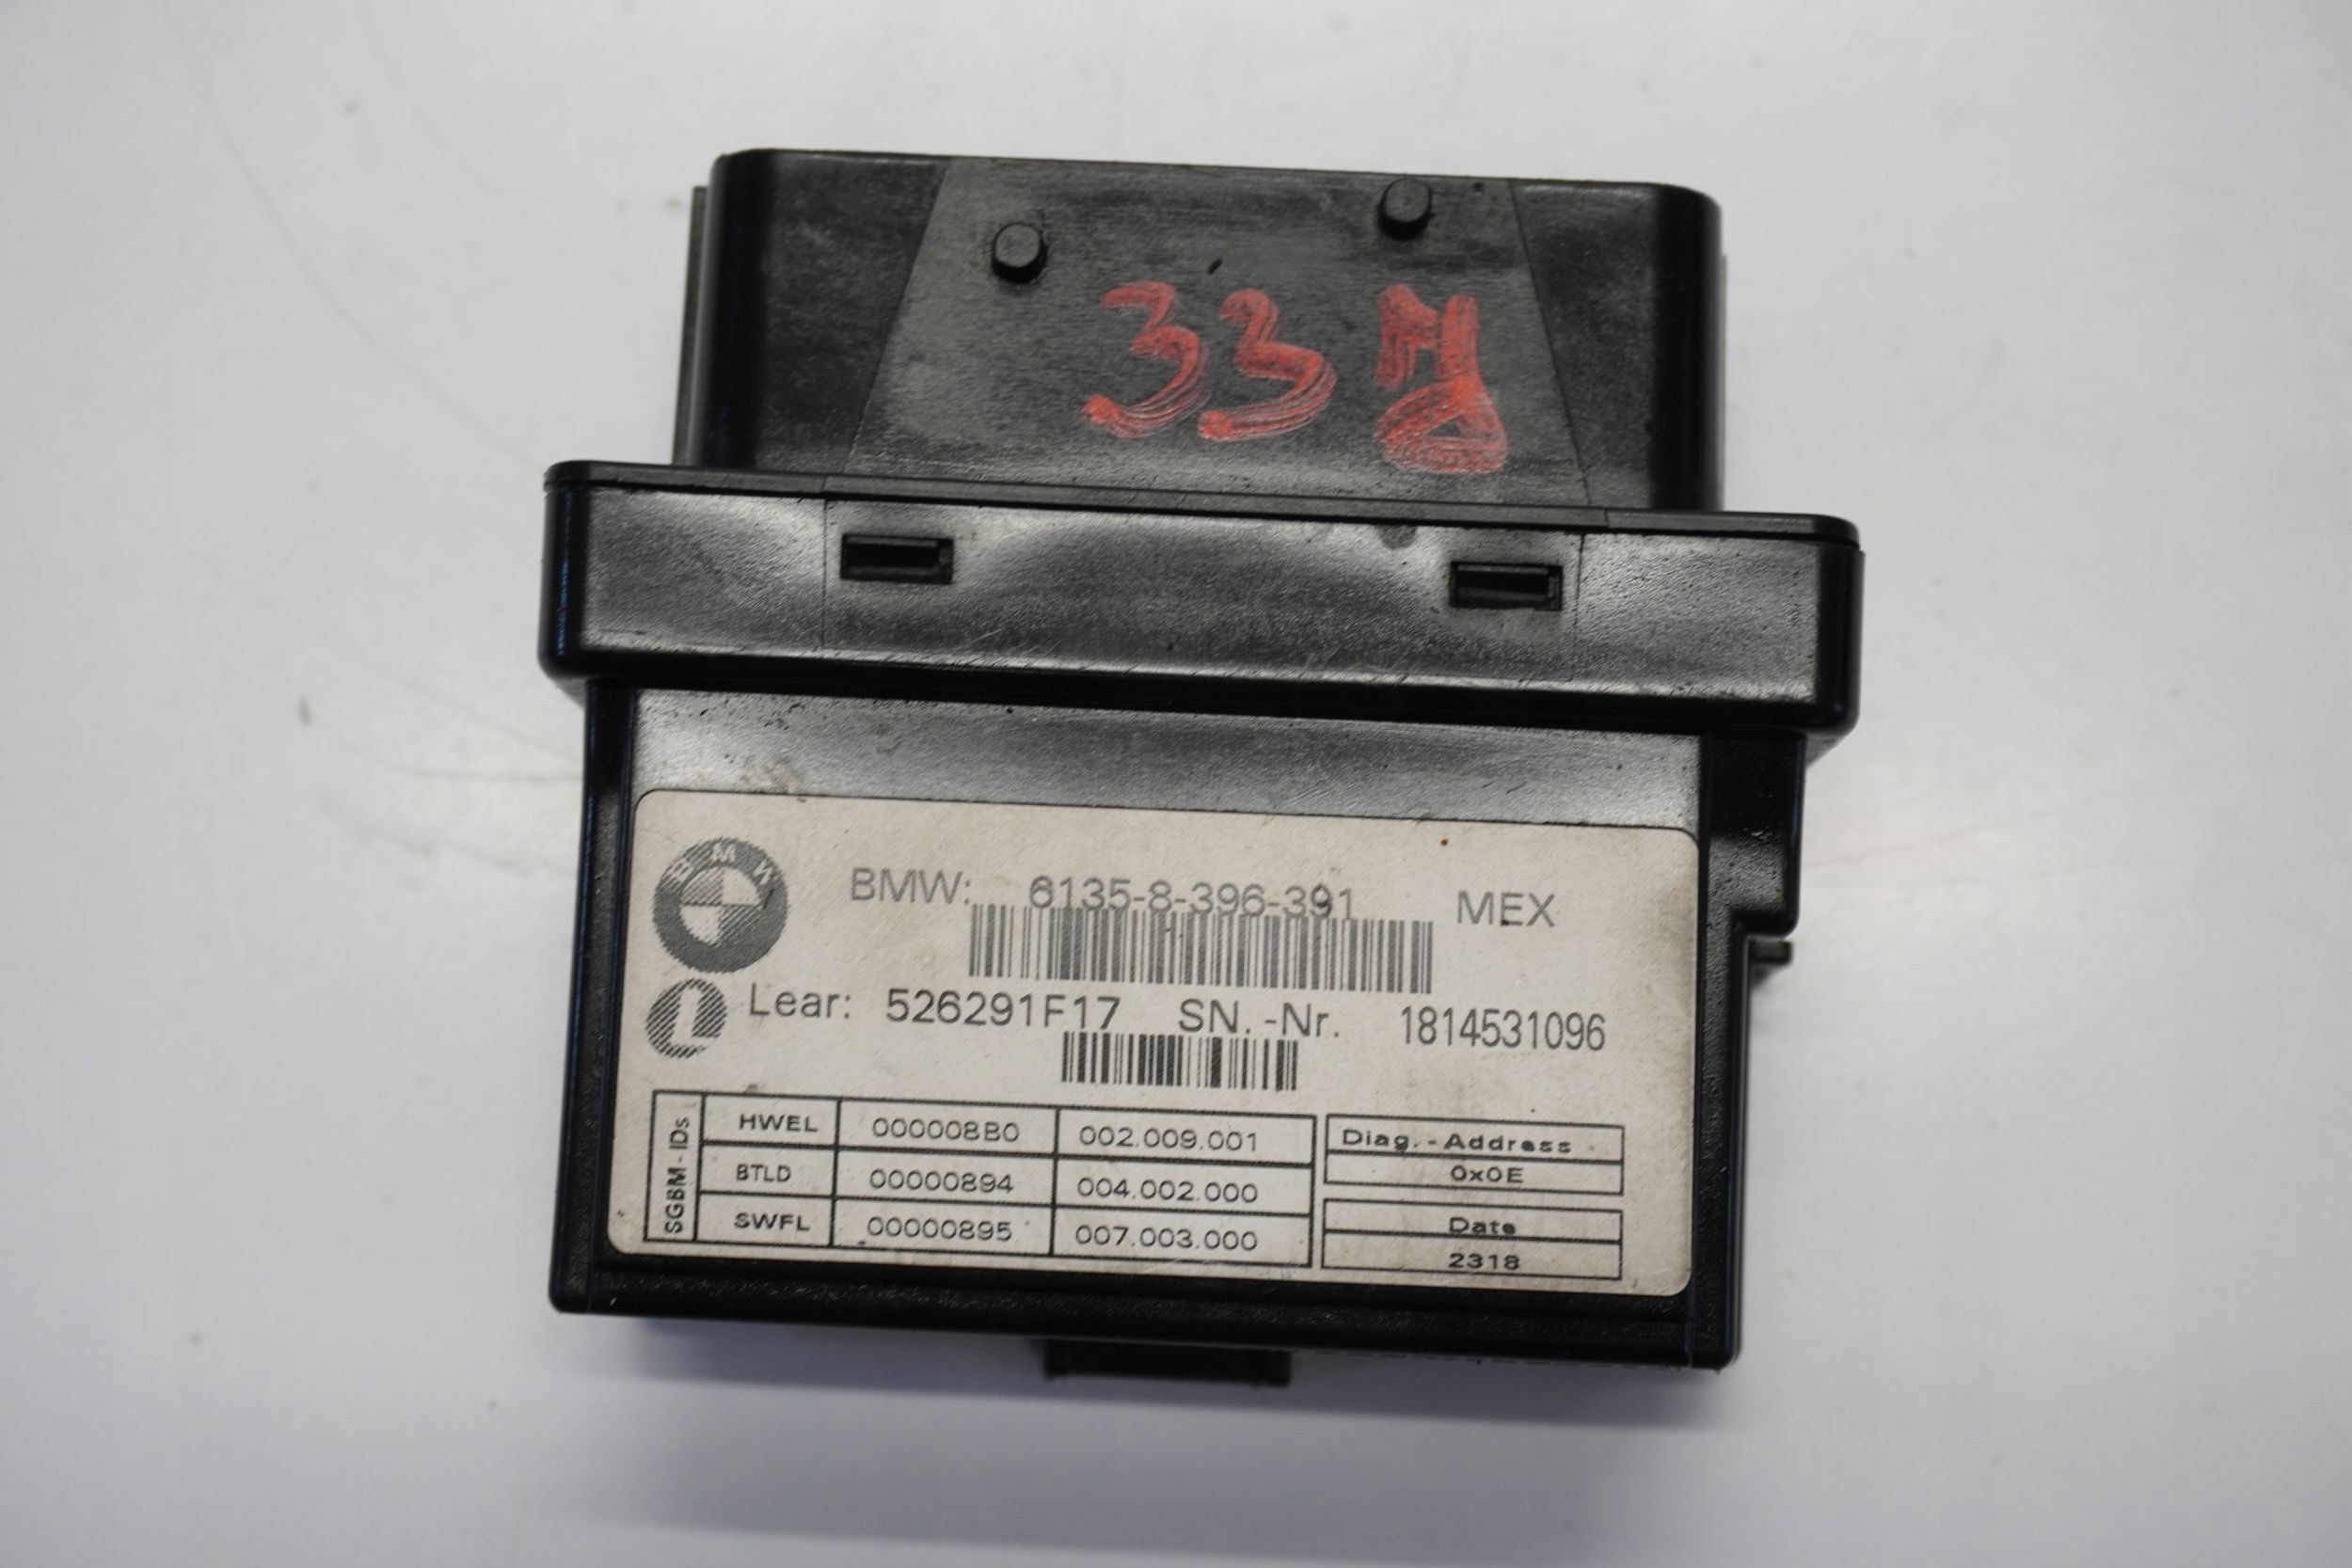 33
BMW
BMW: 6135-8-396-391 MEX
L Lear: 526291F17 SN.-Nr. 1814531096
SGBM-IDs
HWEL 000008B0 002.009.001
BTLD 00000894 004.002.000
SWFL 00000895 007.003.000
Diag.-Address
0x0E
Date
2318